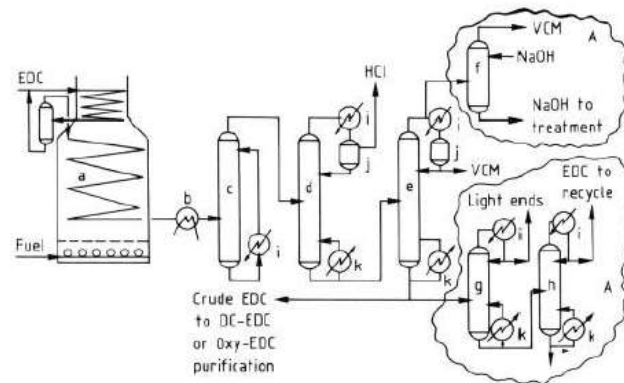 VCM
A
EDC
HCl
NaOH
f
i
i
NaOH to
treatment
j
j
a
c
d
e
VCM
EDC to
recycle
b
Light ends
i
i
i
Fuel
k
k
g
h
A
Crude EDC
to DC-EDC
or Oxy-EDC
purification
k
k